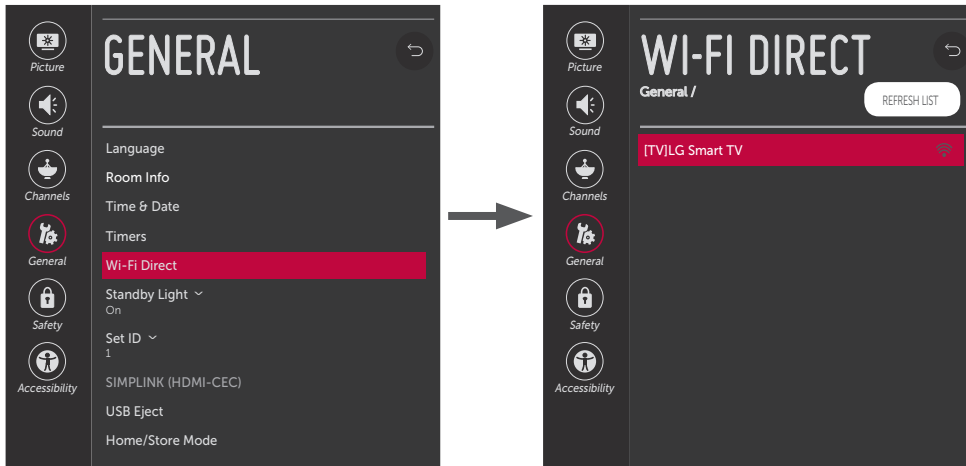 Picture
Sound
Channels
General
Safety
Accessibility
GENERAL
Language
Room Info
Time & Date
Timers
Wi-Fi Direct
Standby Light
On
Set ID
1
SIMPLINK (HDMI-CEC)
USB Eject
Home/Store Mode
Picture
Sound
Channels
General
Safety
Accessibility
WI-FI DIRECT
General /
REFRESH LIST
[TV]LG Smart TV